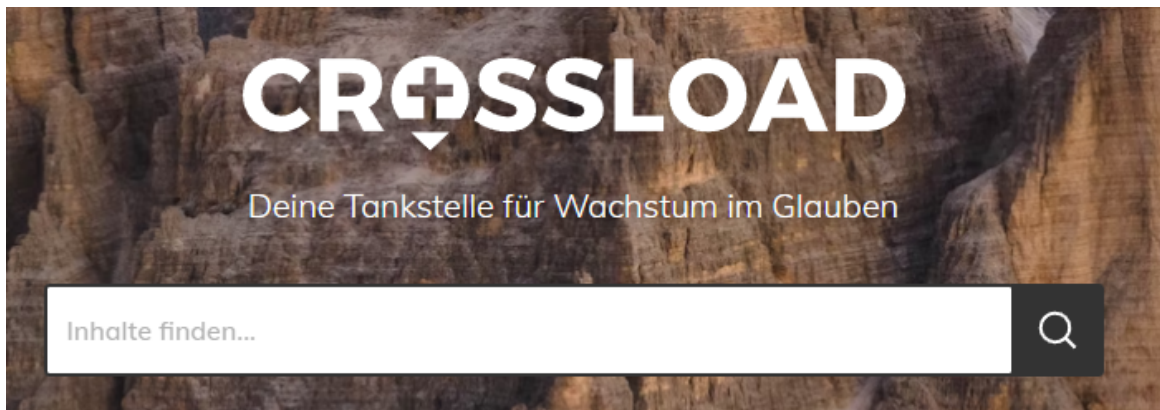 CROSSLOAD
Deine Tankstelle für Wachstum im Glauben
Inhalte finden...